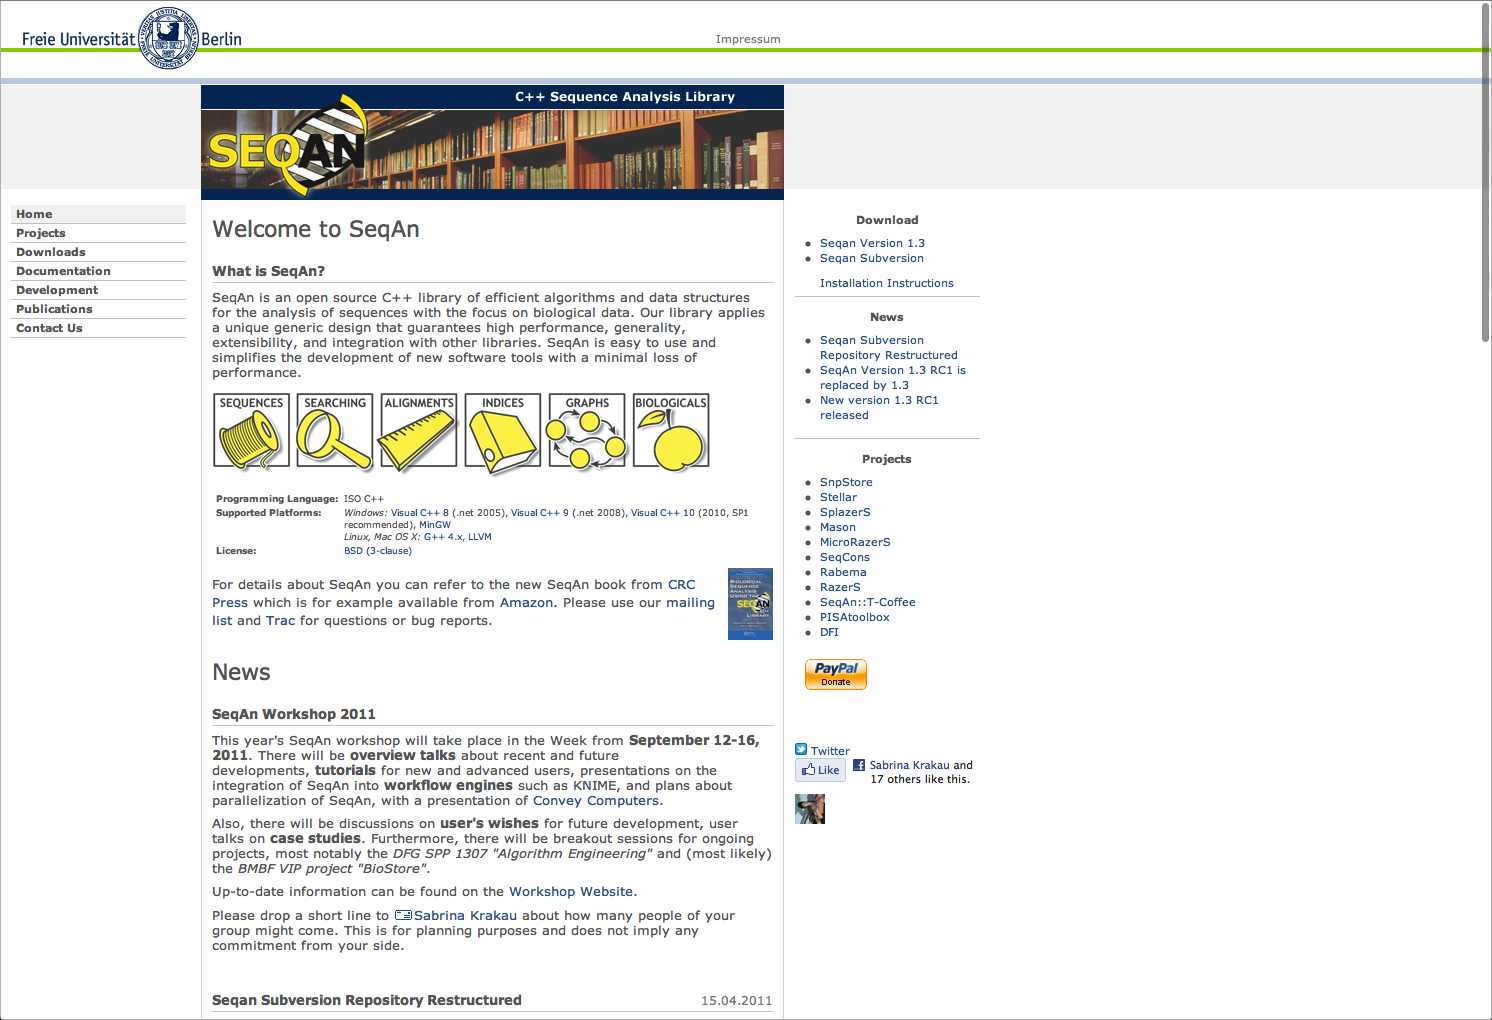 Freie Universität Berlin
Impressum
C++ Sequence Analysis Library
SEQAN
Home
Projects
Downloads
Documentation
Development
Publications
Contact Us
Welcome to SeqAn
What is SeqAn?
SeqAn is an open source C++ library of efficient algorithms and data structures
for the analysis of sequences with the focus on biological data. Our library applies
a unique generic design that guarantees high performance, generality,
extensibility, and integration with other libraries. SeqAn is easy to use and
simplifies the development of new software tools with a minimal loss of
performance.
SEQUENCES SEARCHING ALIGNMENTS INDICES GRAPHS BIOLOGICALS
Programming Language: ISO C++
Supported Platforms: Windows: Visual C++ 8 (.net 2005), Visual C++ 9 (.net 2008), Visual C++ 10 (2010, SP1
recommended), MinGW
Linux, Mac OS X: G++ 4.x, LLVM
License: BSD (3-clause)
For details about SeqAn you can refer to the new SeqAn book from CRC
Press which is for example available from Amazon. Please use our mailing
list and Trac for questions or bug reports.
BIOLOGICAL
SEQUENCE
ANALYSIS
USING THE
SEQAN
C++
LIBRARY
News
SeqAn Workshop 2011
This year's SeqAn workshop will take place in the Week from September 12-16,
2011. There will be overview talks about recent and future
developments, tutorials for new and advanced users, presentations on the
integration of SeqAn into workflow engines such as KNIME, and plans about
parallelization of SeqAn, with a presentation of Convey Computers.
Also, there will be discussions on user's wishes for future development, user
talks on case studies. Furthermore, there will be breakout sessions for ongoing
projects, most notably the DFG SPP 1307 "Algorithm Engineering" and (most likely)
the BMBF VIP project "BioStore".
Up-to-date information can be found on the Workshop Website.
Please drop a short line to Sabrina Krakau about how many people of your
group might come. This is for planning purposes and does not imply any
commitment from your side.
Seqan Subversion Repository Restructured 15.04.2011
Download
Seqan Version 1.3
Seqan Subversion
Installation Instructions
News
Seqan Subversion
Repository Restructured
SeqAn Version 1.3 RC1 is
replaced by 1.3
New version 1.3 RC1
released
Projects
SnpStore
Stellar
SplazerS
Mason
MicroRazerS
SeqCons
Rabema
RazerS
SeqAn::T-Coffee
PISAtoolbox
DFI
PayPal
Donate
Twitter
Like
Sabrina Krakau and
17 others like this.